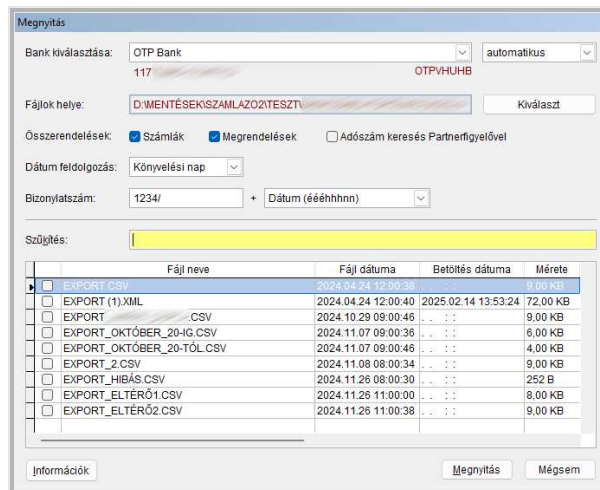 Megnyitás
Bank kiválasztása: OTP Bank automatikus
117 OTPVHUHB
Fájlok helye: D:\MENTÉSEK\SZAMLAZO2\TESZT\ Kiválaszt
Összerendelések: Számlák Megrendelések Adószám keresés Partnerfigyelővel
Dátum feldolgozás: Könyvelési nap
Bizonylatszám: 1234/ + Dátum (éééhhhnn)
Szűkítés:
Fájl neve Fájl dátuma Betöltés dátuma Mérete
EXPORT.CSV 2024.04.24 12:00:38 . . : : 9,00 KB
EXPORT (1).XML 2024.04.24 12:00:40 2025.02.14 13:53:24 72,00 KB
EXPORT .CSV 2024.10.29 09:00:46 . . : : 9,00 KB
EXPORT_OKTÓBER_20-IG.CSV 2024.11.07 09:00:36 . . : : 6,00 KB
EXPORT_OKTÓBER_20-TÓL.CSV 2024.11.07 09:00:46 . . : : 4,00 KB
EXPORT_2.CSV 2024.11.08 08:00:34 . . : : 9,00 KB
EXPORT_HIBÁS.CSV 2024.11.26 08:00:30 . . : : 252 B
EXPORT_ELTÉRŐ1.CSV 2024.11.26 11:00:00 . . : : 8,00 KB
EXPORT_ELTÉRŐ2.CSV 2024.11.26 11:00:38 . . : : 9,00 KB
Információk Megnyitás Mégsem